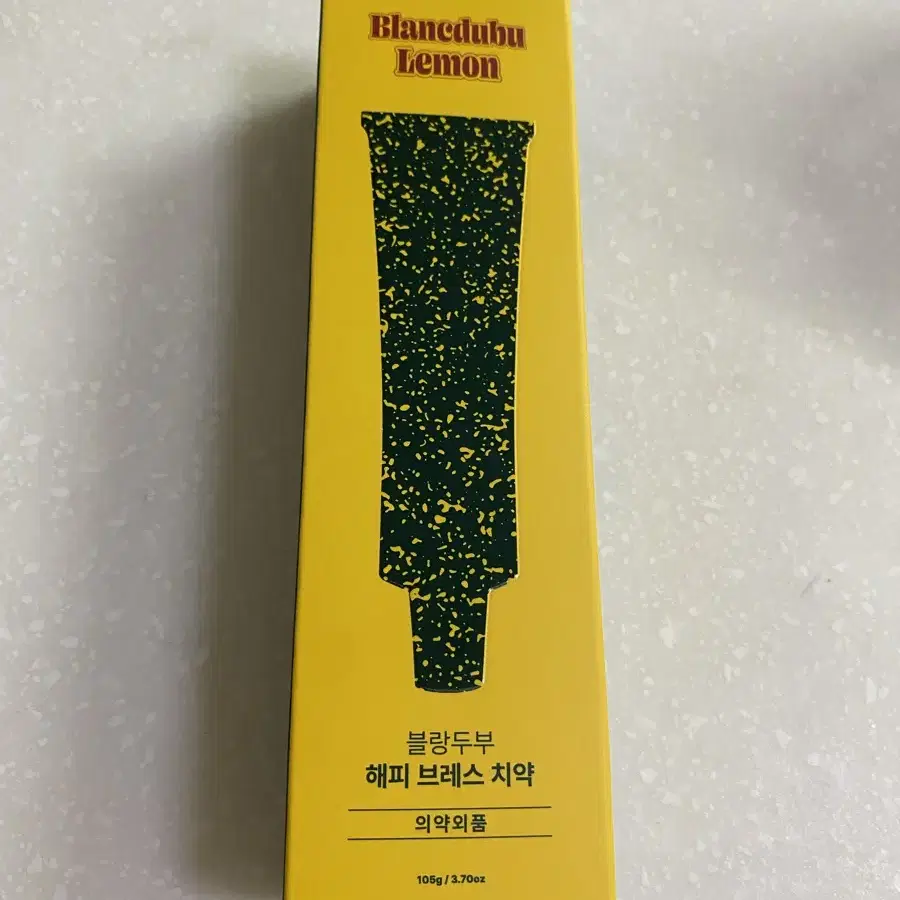 Blancdubu
Lemon
블랑두부
해피 브레스 치약
의약외품
105g / 3.70oz